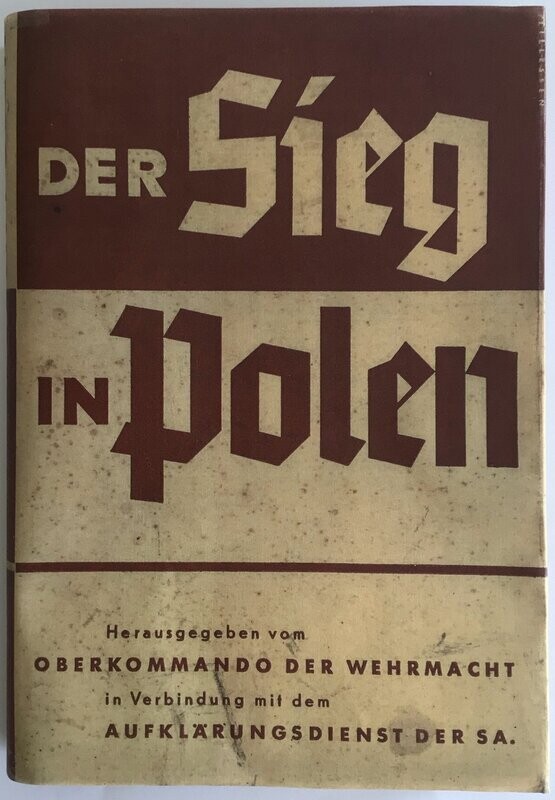 DER Sieg
IN Polen
Herausgegeben vom
OBERKOMMANDO DER WEHRMACHT
in Verbindung mit dem
AUFKLÄRUNGSDIENST DER SA.